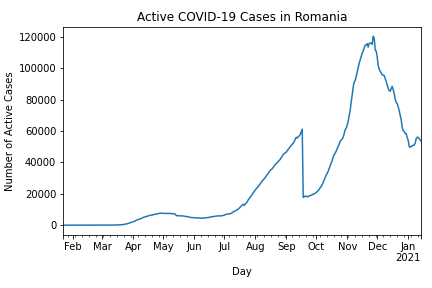 Active COVID-19 Cases in Romania
120000
100000
80000
60000
40000
20000
0
Number of Active Cases
Feb Mar Apr May Jun Jul Aug Sep Oct Nov Dec Jan
2021
Day